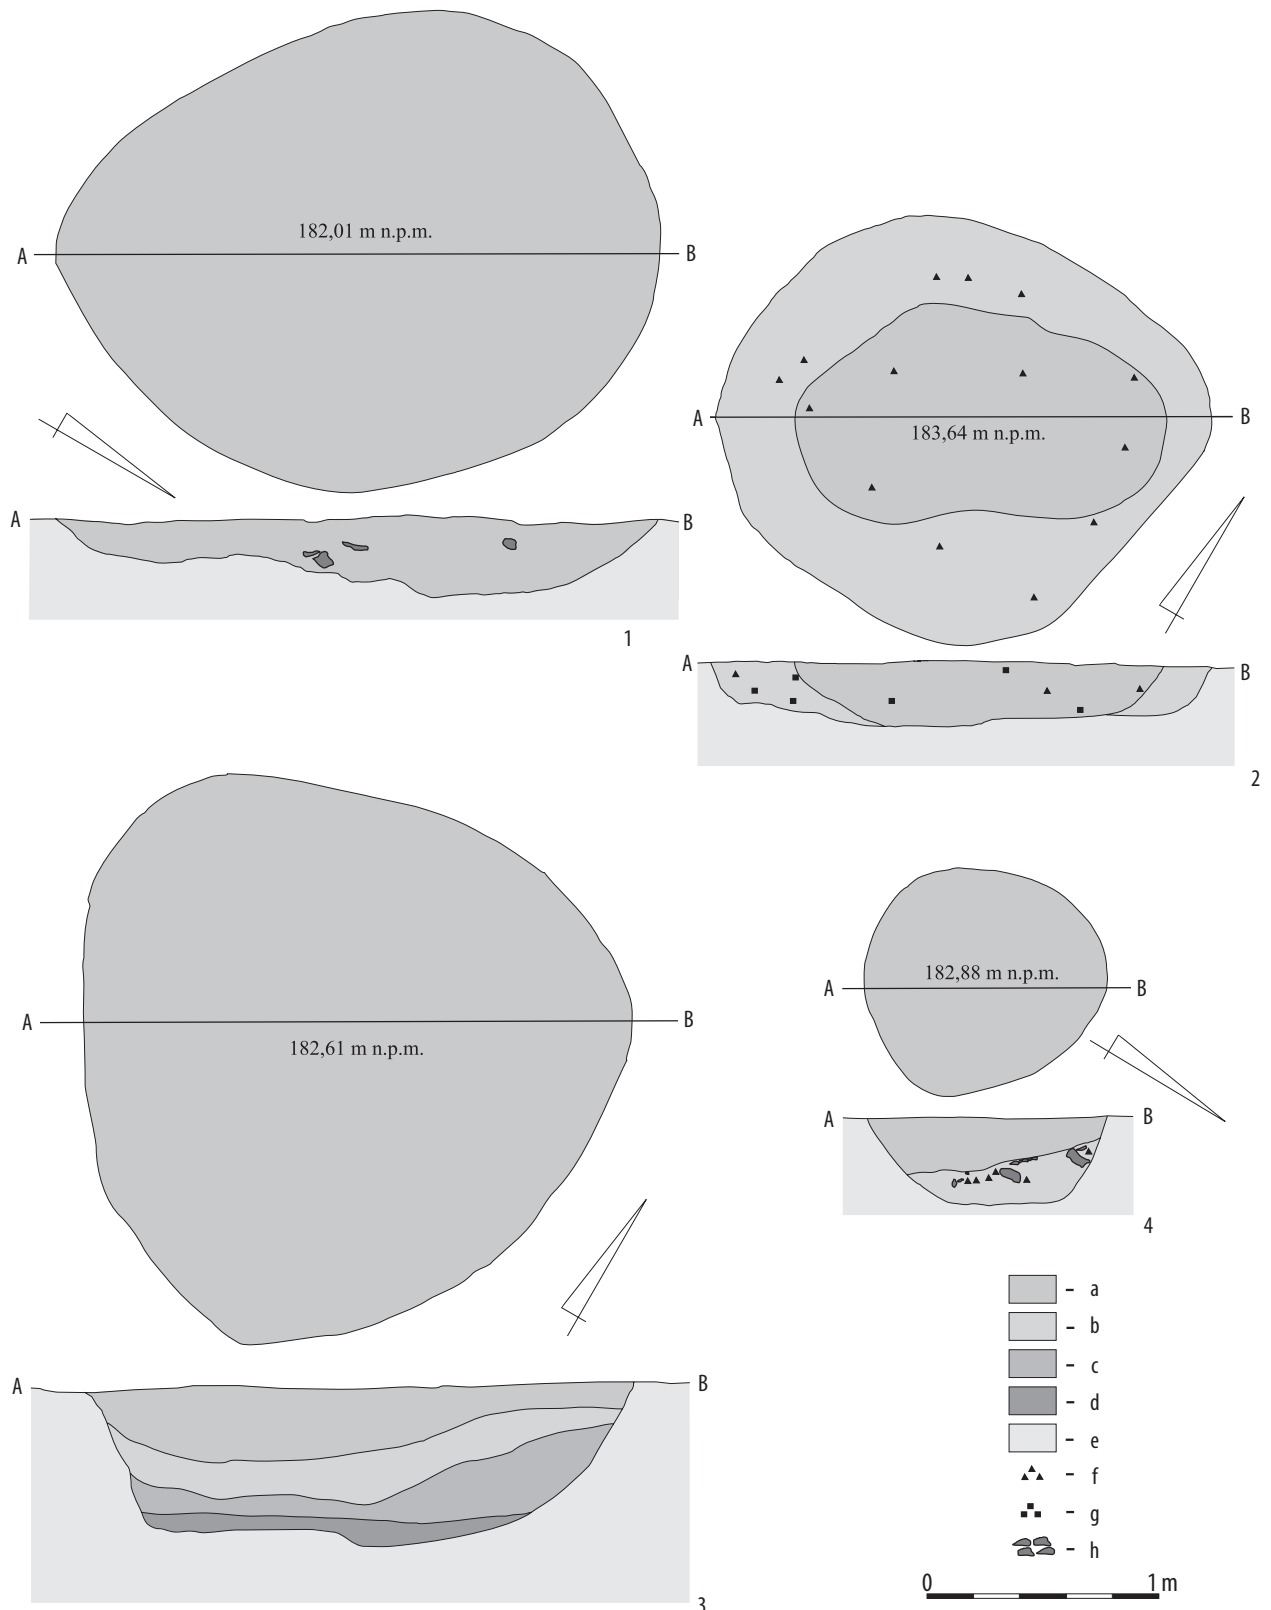 182,01 m n.p.m.
A B
A B
1
A B
183,64 m n.p.m.
A B
2
A B
182,61 m n.p.m.
A B
3
182,88 m n.p.m.
A B
A B
4
- a
- b
- c
- d
- e
- f
- g
- h
0 1 m